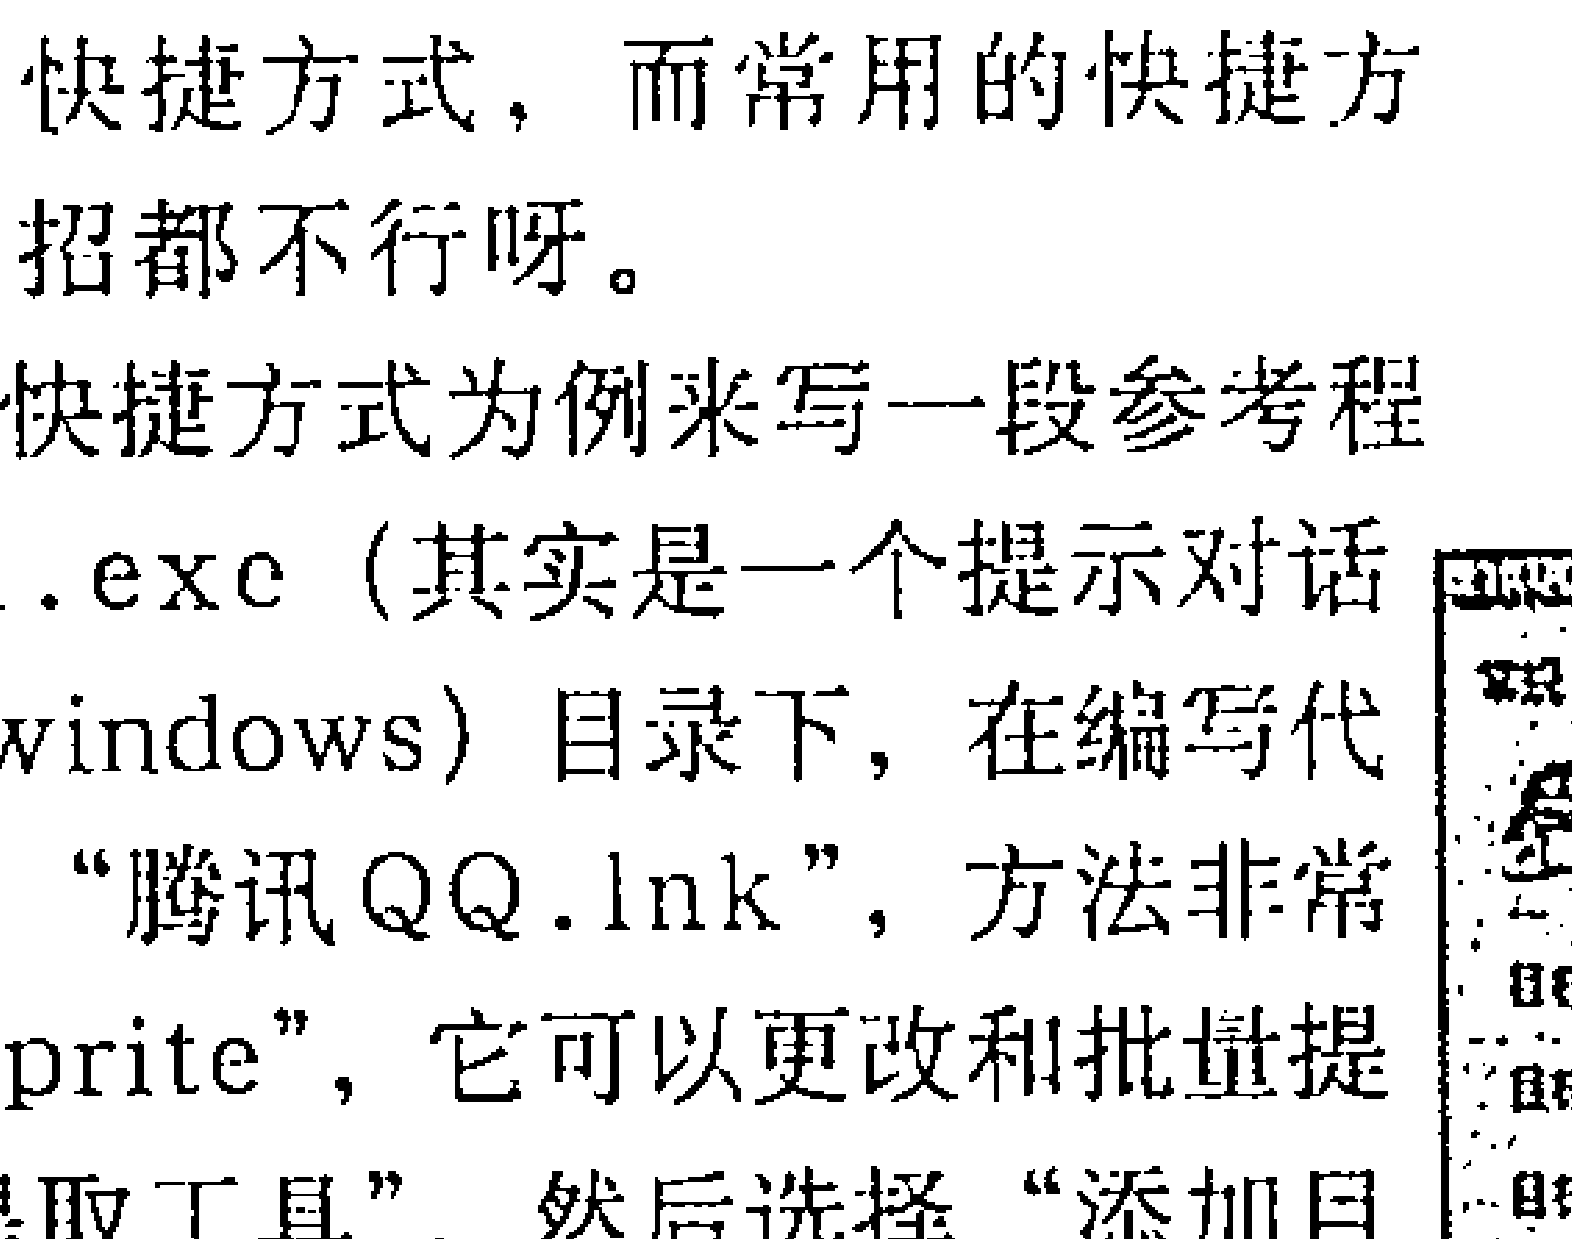 快捷方式，而常用的快捷方
招都不行呀。
快捷方式为例来写一段参考程
.exe（其实是一个提示对话
windows）目录下，在编写代
“腾讯QQ.lnk”，方法非常
prite”，它可以更改和批量提
取工具”，然后选择“添加目